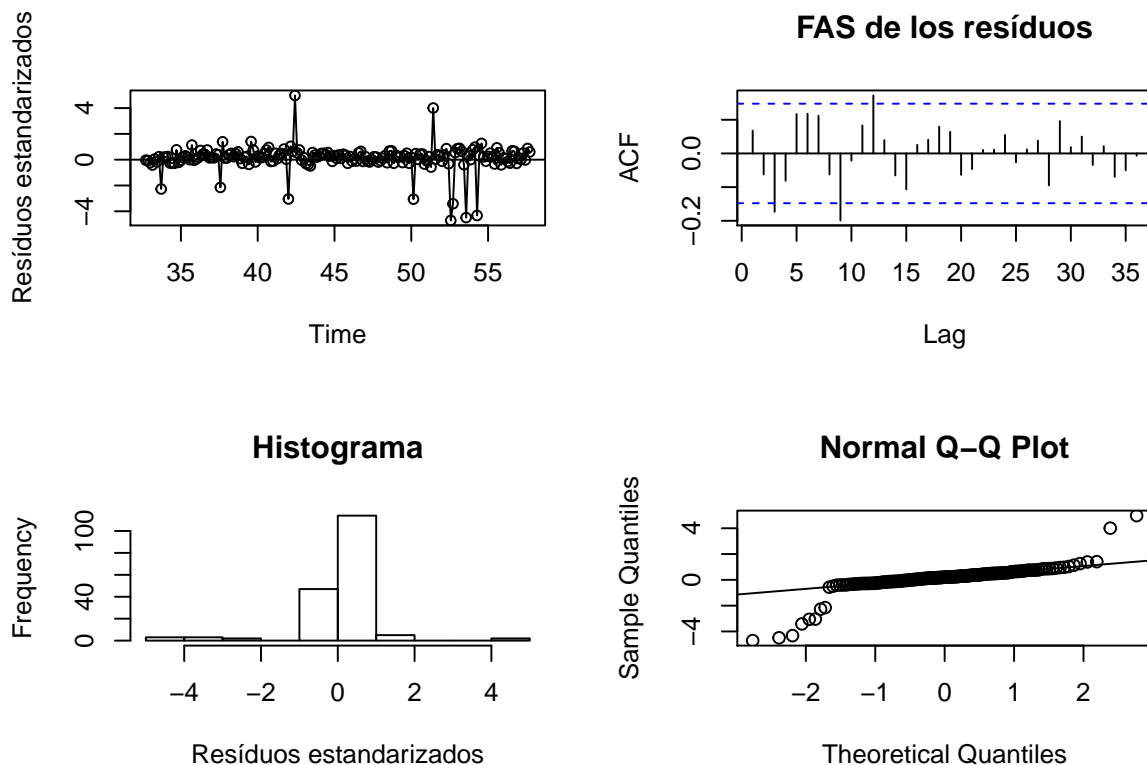 Resíduos estandarizados
4
0
−4
35 40 45 50 55
Time
FAS de los resíduos
ACF
0.0
−0.2
0 5 10 15 20 25 30 35
Lag
Histograma
Frequency
100
40
0
−4 −2 0 2 4
Resíduos estandarizados
Normal Q−Q Plot
Sample Quantiles
4
0
−4
−2 −1 0 1 2
Theoretical Quantiles